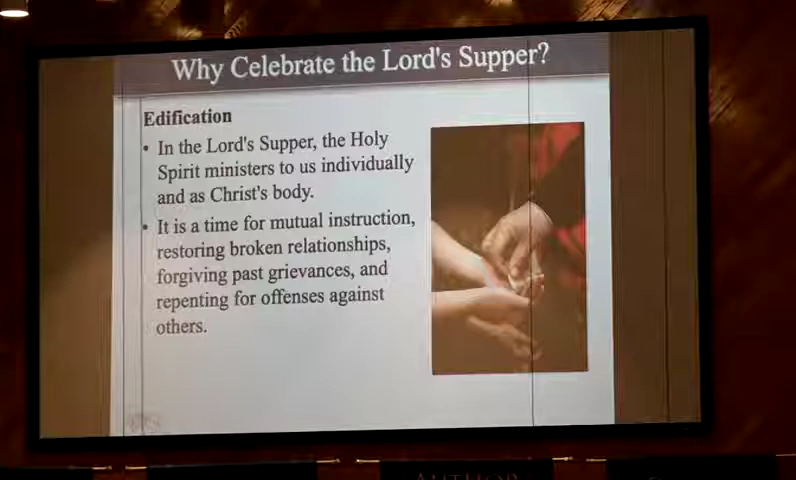 Why Celebrate the Lord's Supper?
Edification
• In the Lord's Supper, the Holy
Spirit ministers to us individually
and as Christ's body.
• It is a time for mutual instruction,
restoring broken relationships,
forgiving past grievances, and
repenting for offenses against
others.
AUTHOR